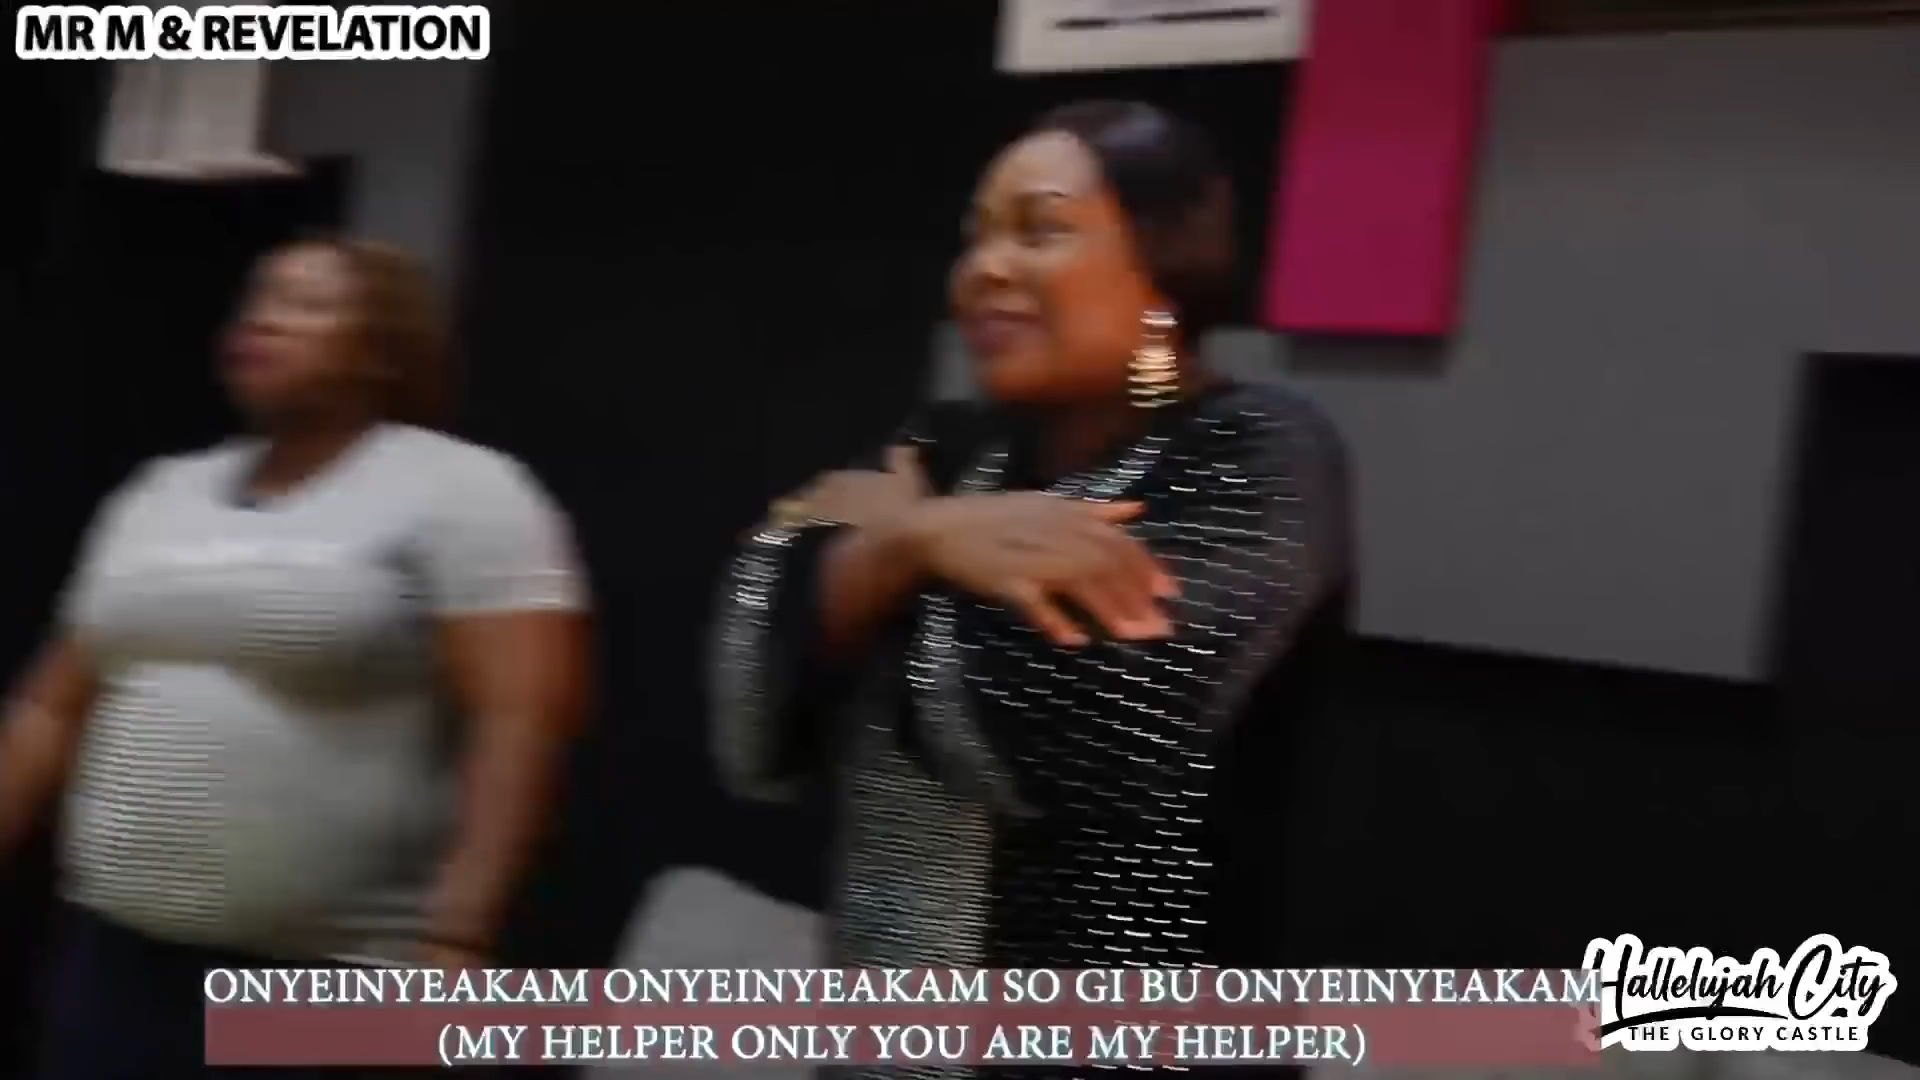 MR M & REVELATION
ONYEINYEAKAM ONYEINYEAKAM SO GI BU ONYEINYEAKAM
(MY HELPER ONLY YOU ARE MY HELPER)
Hallelujah City
THE GLORY CASTLE